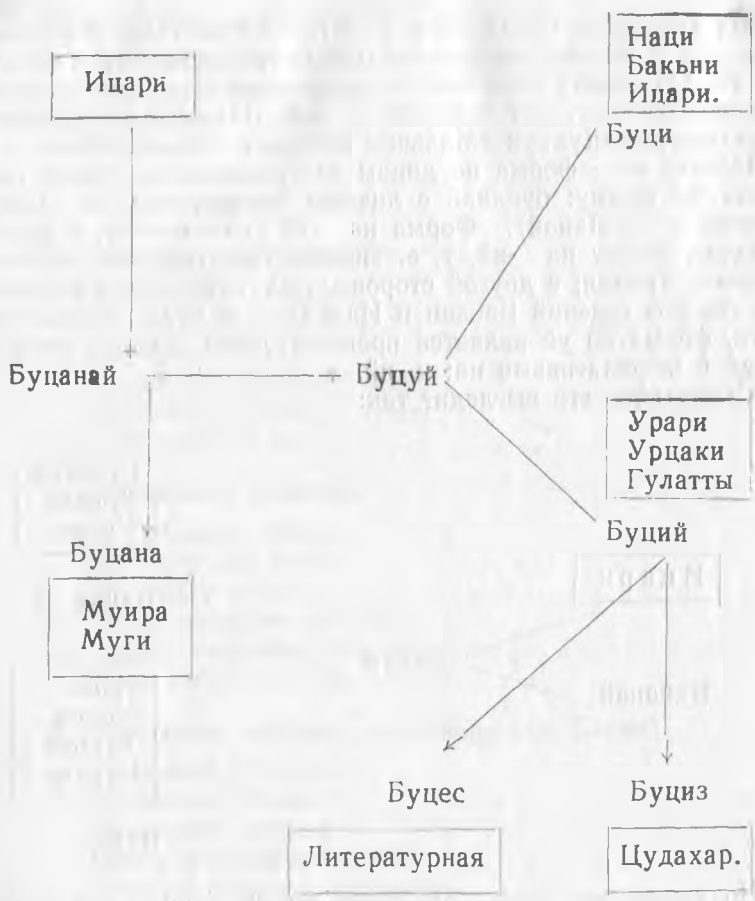 Наци
Бакьни
Ицари.
Ицари
Буци
Буцанай
Буцуй
Урари
Урцаки
Гулатты
Буцана
Буций
Муира
Муги
Буцес
Буциз
Литературная
Цудахар.